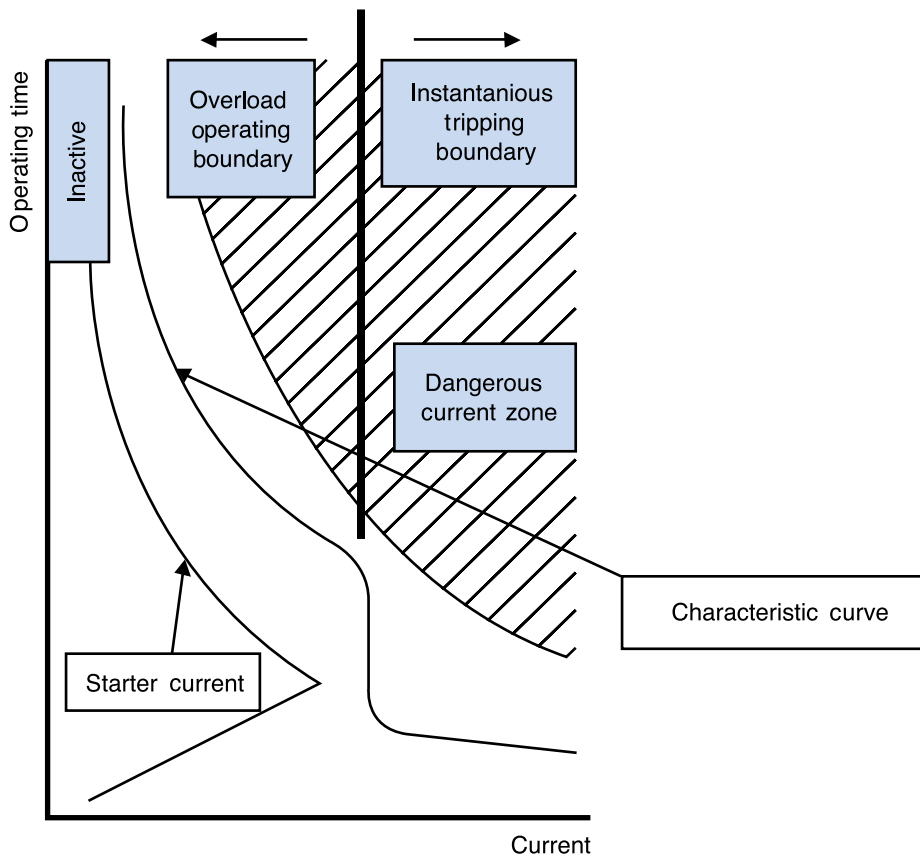 Operating time
Inactive
Overload
operating
boundary
Instantanious
tripping
boundary
Dangerous
current zone
Characteristic curve
Starter current
Current